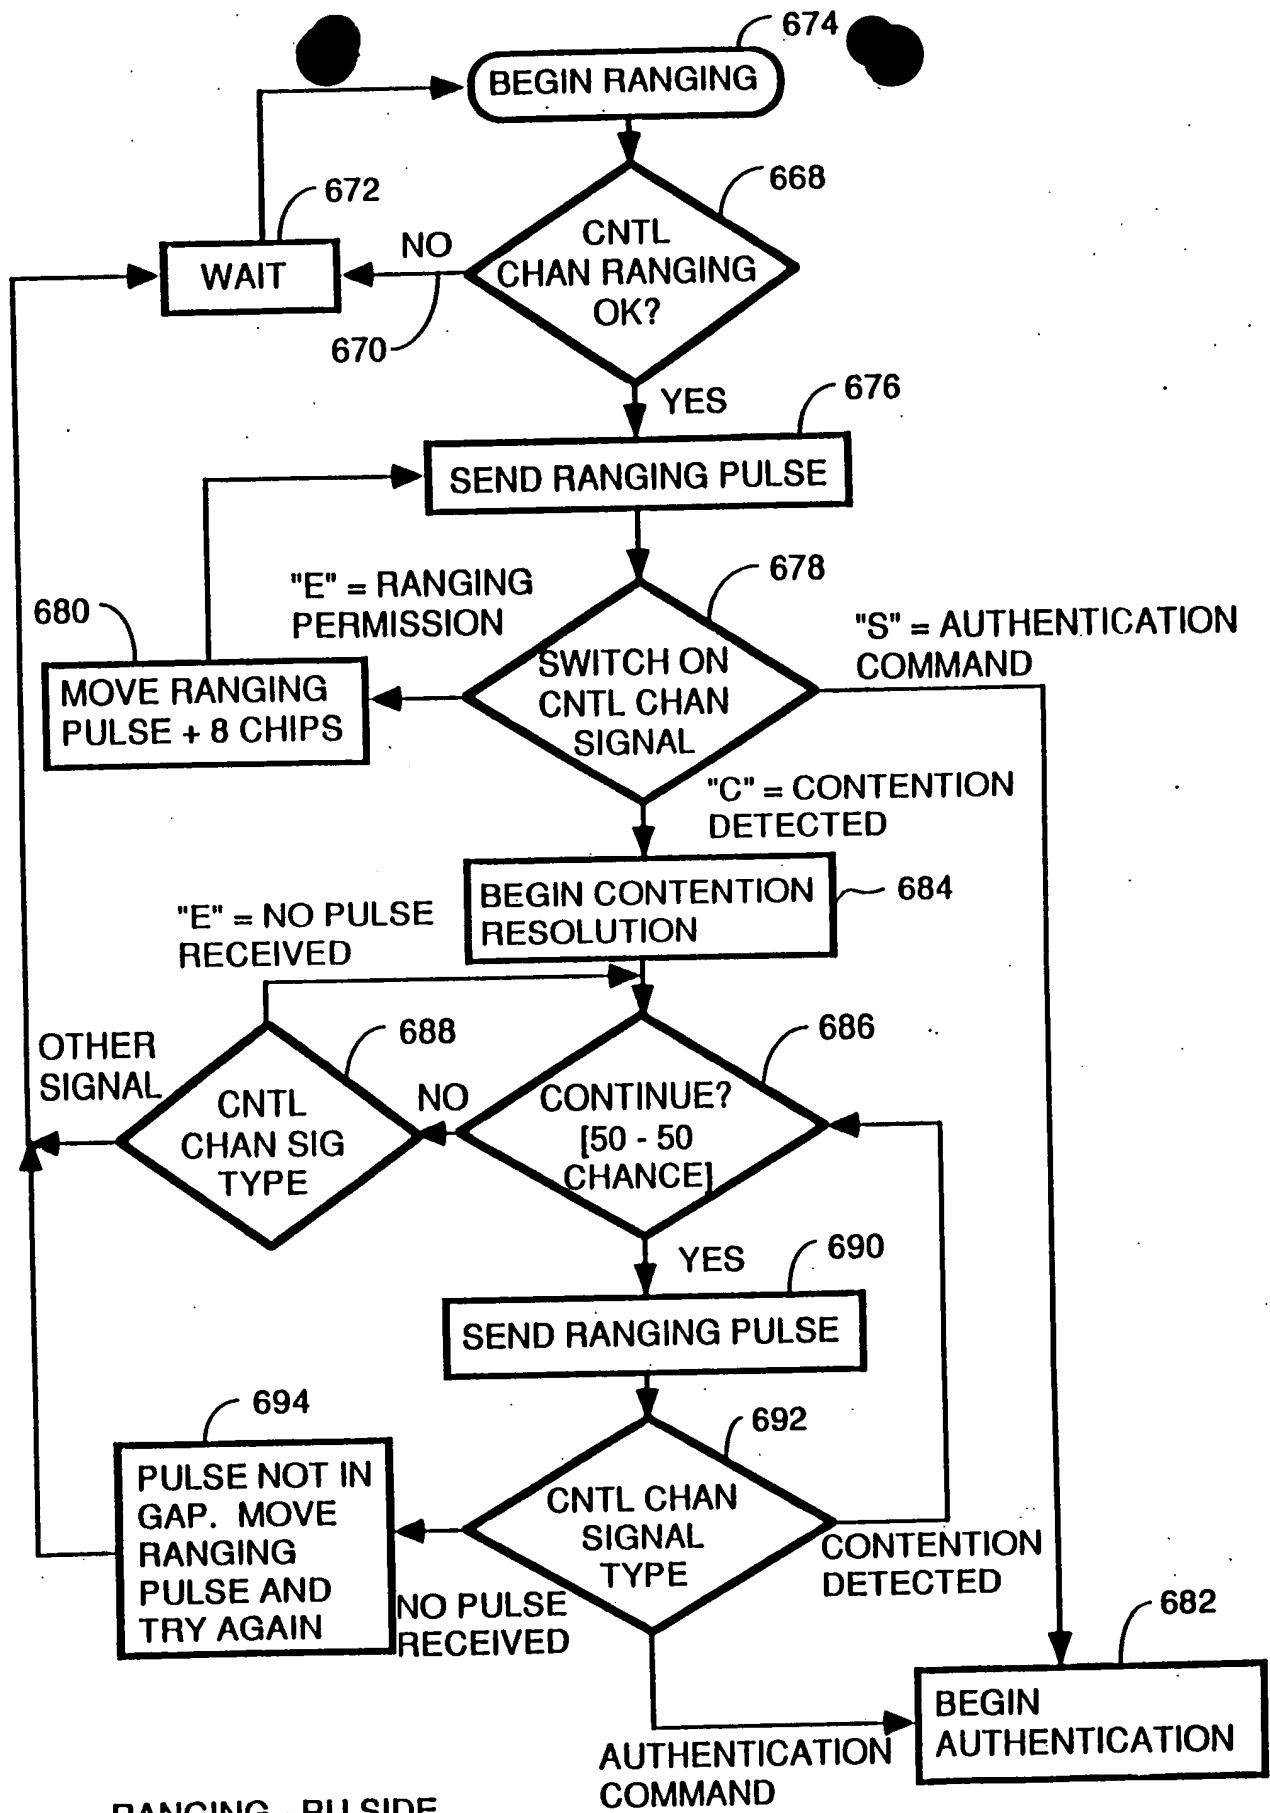 674
BEGIN RANGING
668
672
CNTL
CHAN RANGING
OK?
NO
WAIT
670
YES
676
SEND RANGING PULSE
678
"E" = RANGING
PERMISSION
680
"S" = AUTHENTICATION
COMMAND
MOVE RANGING
PULSE + 8 CHIPS
SWITCH ON
CNTL CHAN
SIGNAL
"C" = CONTENTION
DETECTED
BEGIN CONTENTION
RESOLUTION
684
"E" = NO PULSE
RECEIVED
688
686
OTHER
SIGNAL
CNTL
CHAN SIG
TYPE
NO
CONTINUE?
[50 - 50
CHANCE]
YES
690
SEND RANGING PULSE
694
692
PULSE NOT IN
GAP. MOVE
RANGING
PULSE AND
TRY AGAIN
CNTL CHAN
SIGNAL
TYPE
CONTENTION
DETECTED
NO PULSE
RECEIVED
682
BEGIN
AUTHENTICATION
AUTHENTICATION
COMMAND
RANGING - RU SIDE